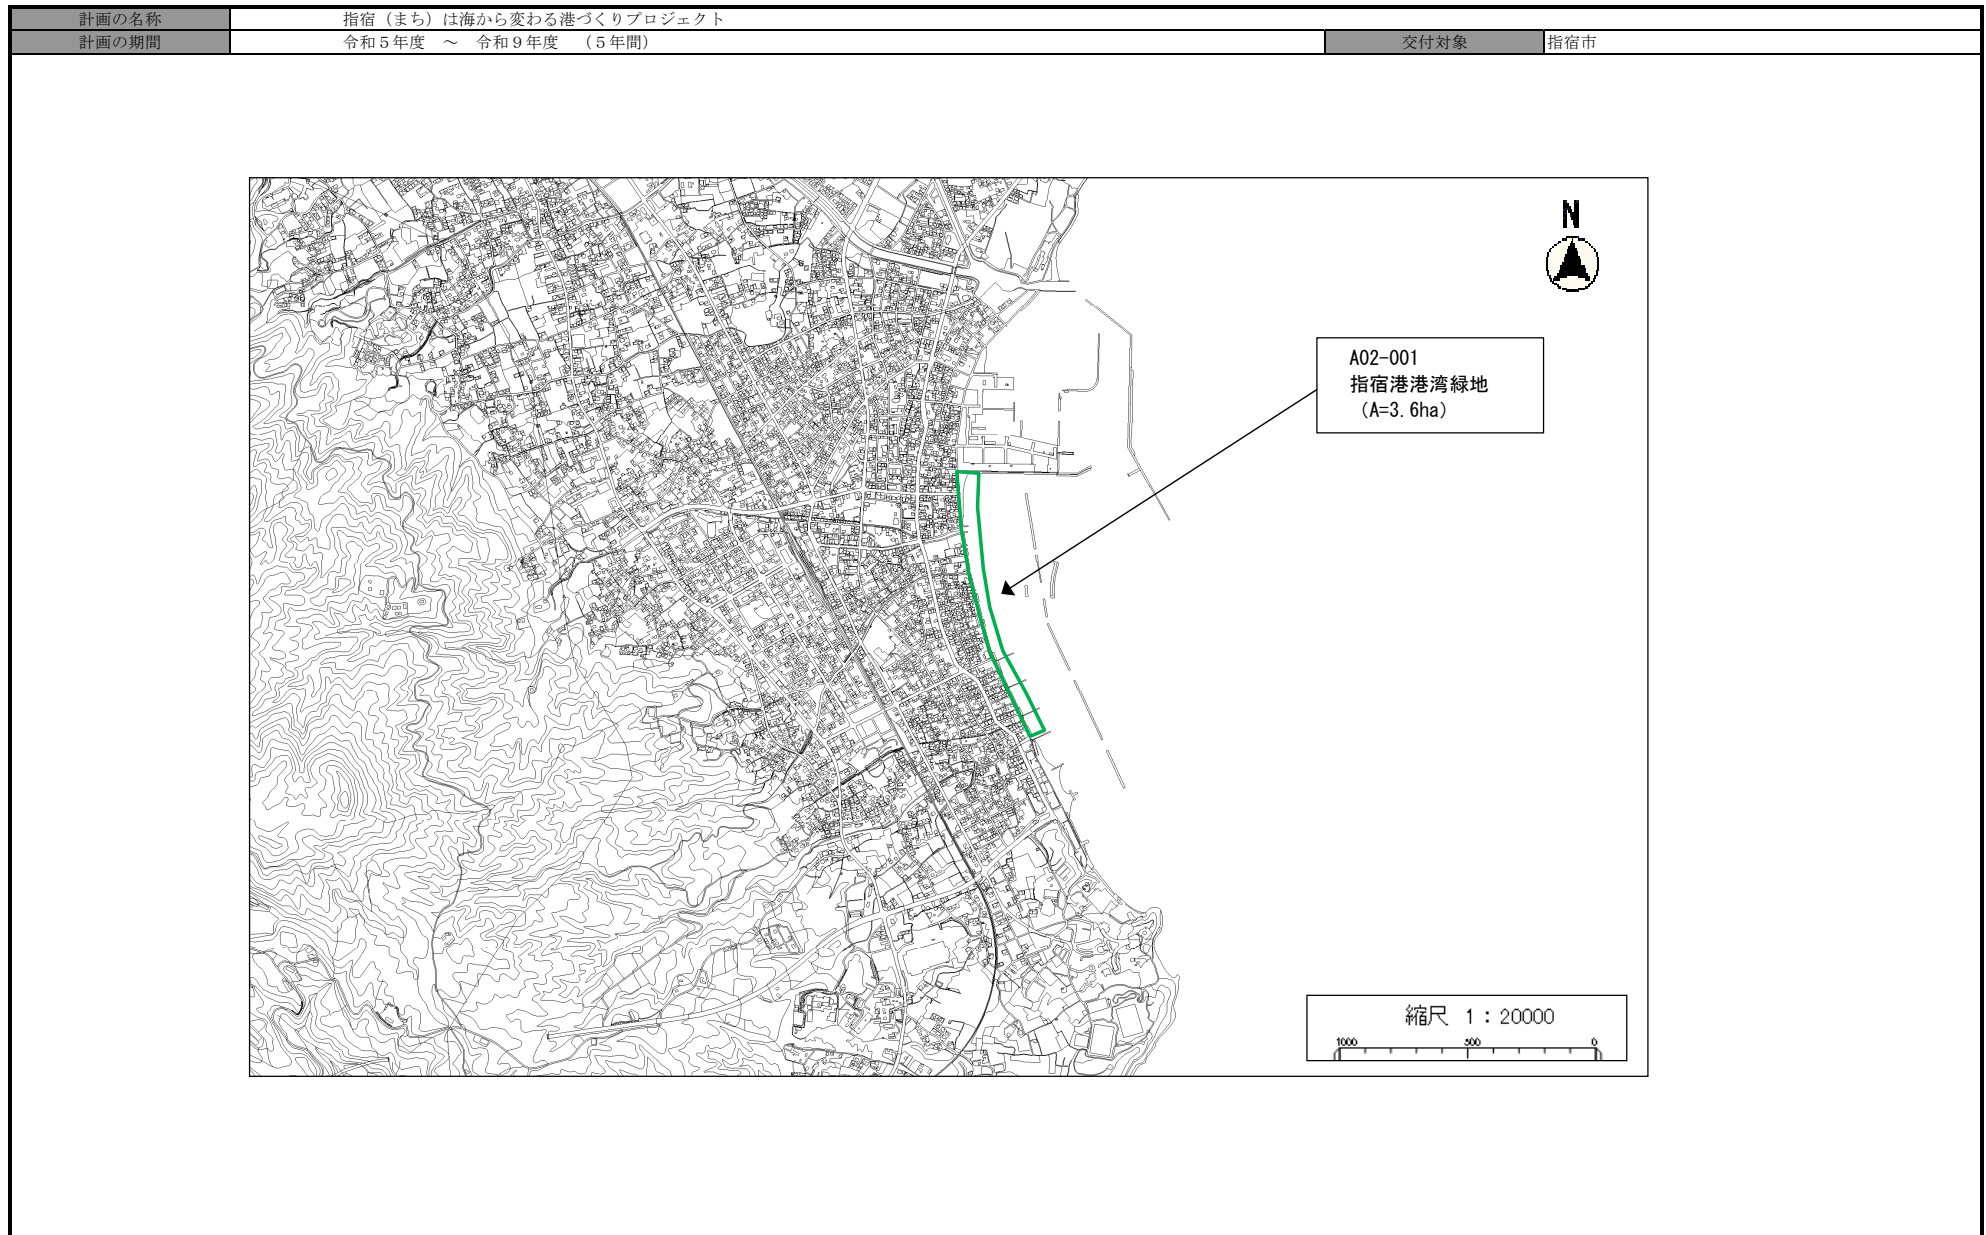 計画の名称 指宿（まち）は海から変わる港づくりプロジェクト
計画の期間 令和５年度 ～ 令和９年度 （５年間） 交付対象 指宿市
N
A02-001
指宿港港湾緑地
（A=3.6ha）
縮尺 1：20000
1000 500 0